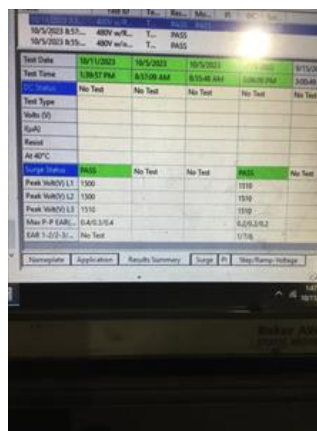 10/5/2023 8:57:... 480V w/R... T... PASS
10/5/2023 8:55:... 480V w/... T... PASS
Test Date 10/11/2023 10/5/2023 10/5/2023
Test Time 1:39:57 PM 8:57:09 AM 8:55:48 AM
DC Status No Test No Test No Test No Test
Test Type
Volts (V)
I(µA)
Resist
At 40°C
Surge Status PASS No Test No Test PASS No Test
Peak Volt(V) L1 1500 1510
Peak Volt(V) L2 1500 1510
Peak Volt(V) L3 1510 1510
Max P-P EAR(... 0.4/0.3/0.4 0.2/0.3/0.2
EAR 1-2/2-3/... No Test 1/7/6
Nameplate Application Results Summary Surge PI Step/Ramp Voltage
Baker